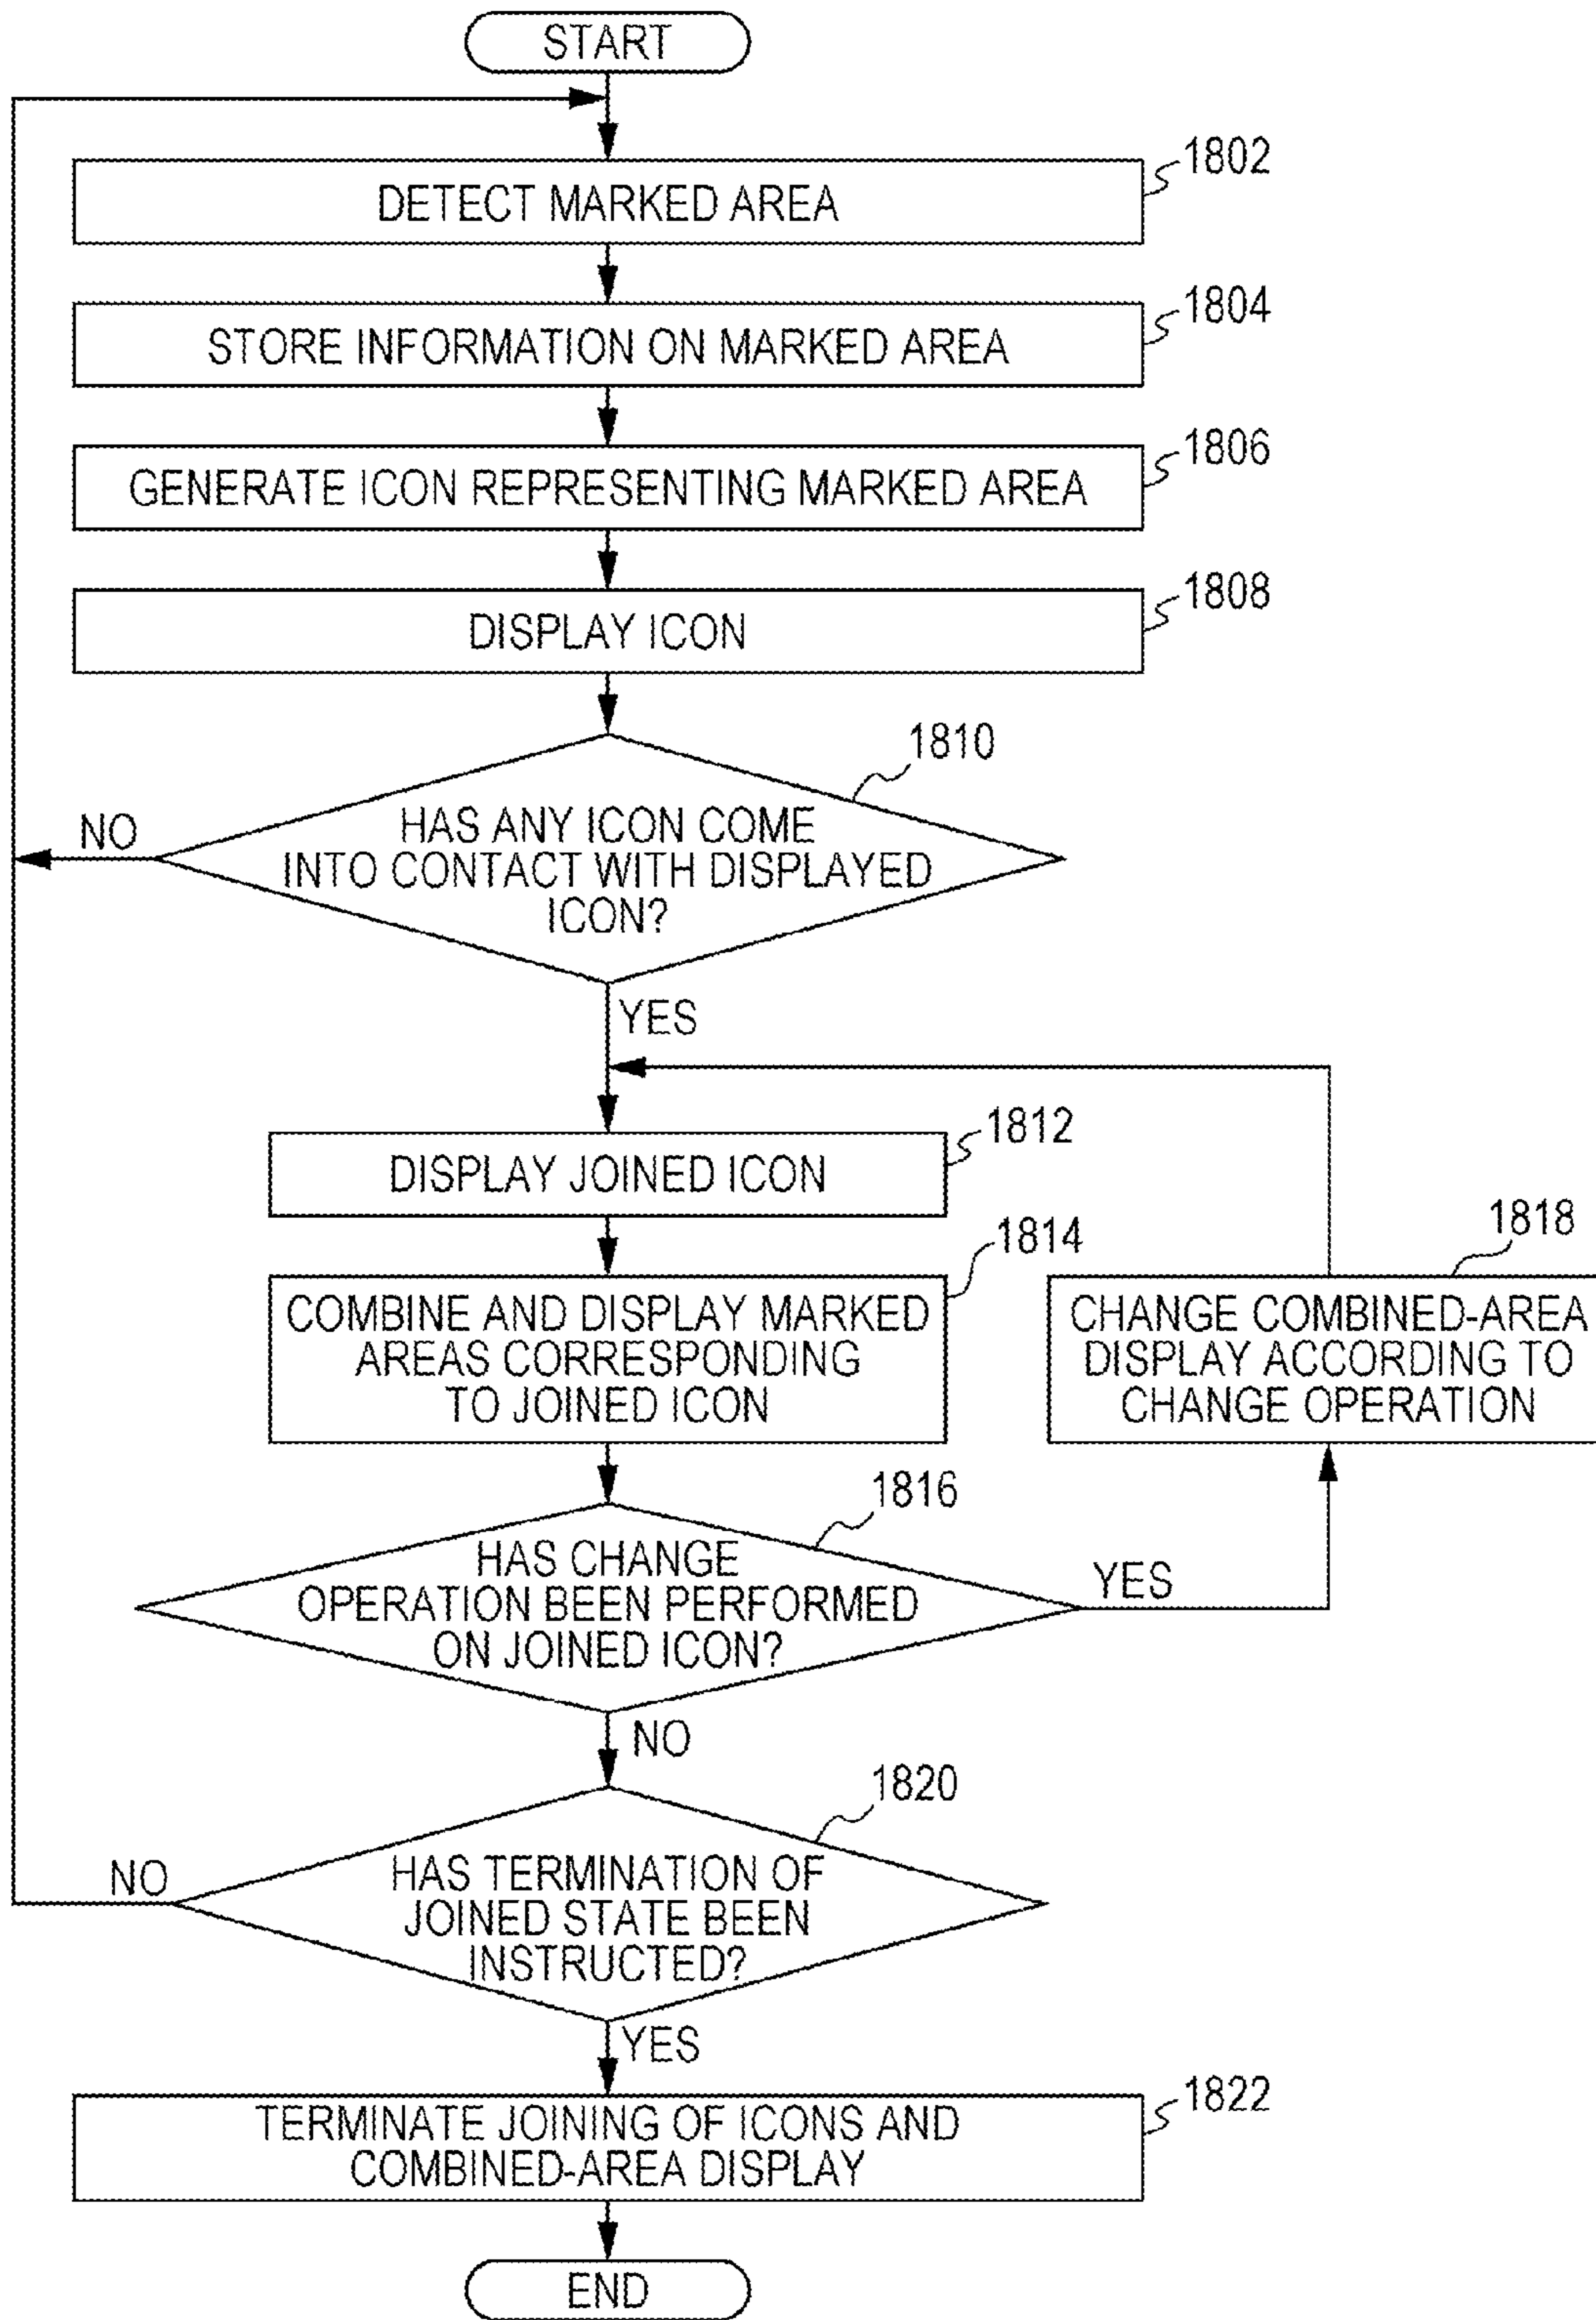 START
1802
DETECT MARKED AREA
1804
STORE INFORMATION ON MARKED AREA
1806
GENERATE ICON REPRESENTING MARKED AREA
1808
DISPLAY ICON
1810
HAS ANY ICON COME
INTO CONTACT WITH DISPLAYED
ICON?
NO
YES
1812
DISPLAY JOINED ICON
1814
COMBINE AND DISPLAY MARKED
AREAS CORRESPONDING
TO JOINED ICON
1818
CHANGE COMBINED-AREA
DISPLAY ACCORDING TO
CHANGE OPERATION
1816
HAS CHANGE
OPERATION BEEN PERFORMED
ON JOINED ICON?
YES
NO
1820
HAS TERMINATION OF
JOINED STATE BEEN
INSTRUCTED?
NO
YES
1822
TERMINATE JOINING OF ICONS AND
COMBINED-AREA DISPLAY
END